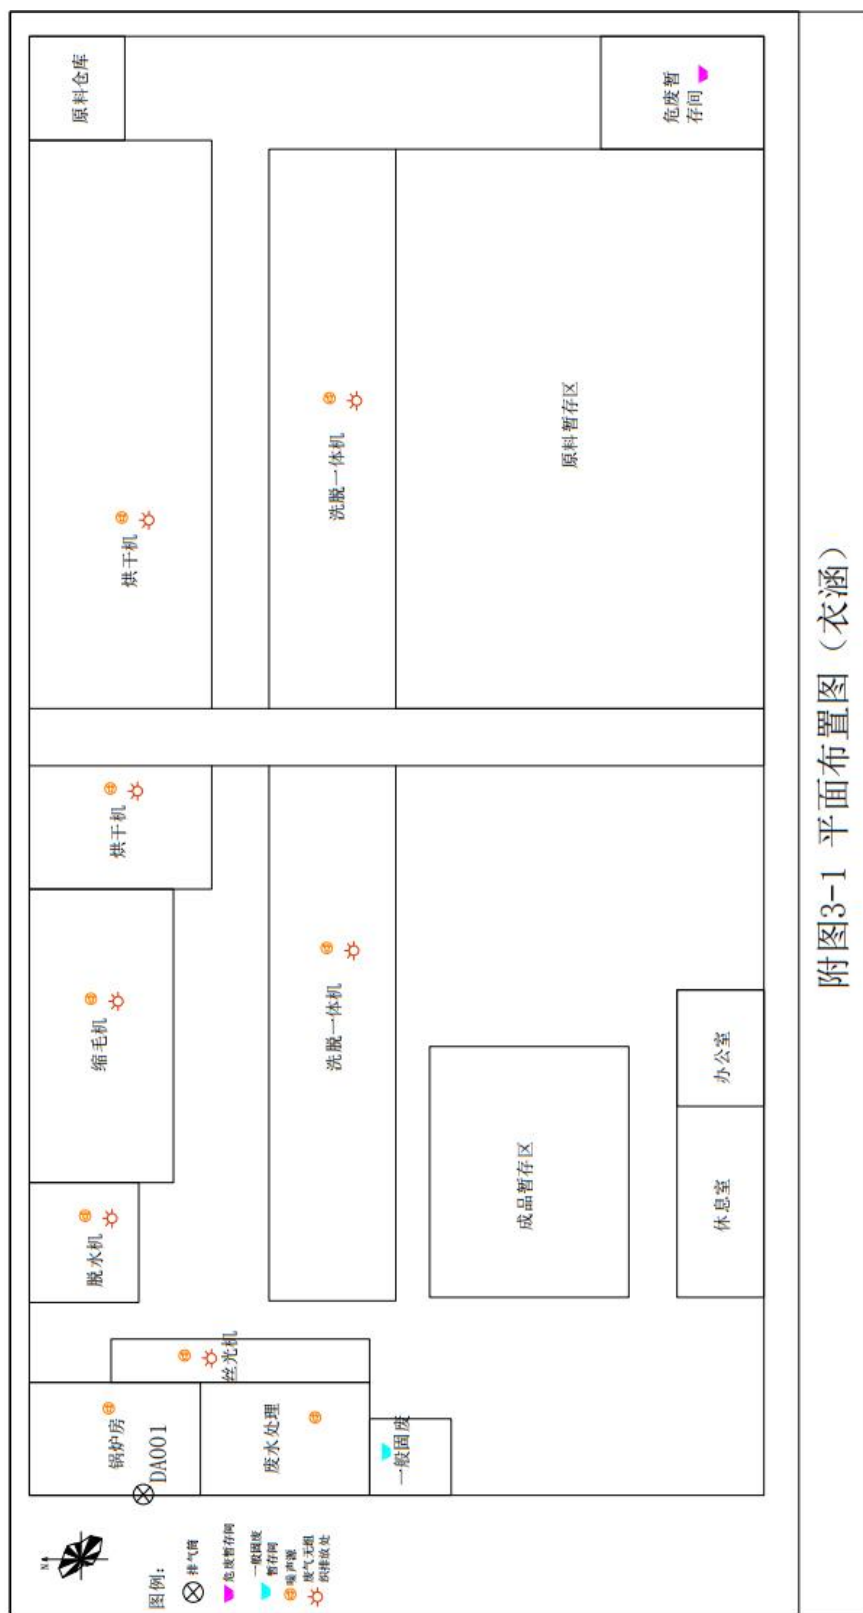 原料仓库
危废暂
存间
烘干机
洗脱一体机
原料暂存区
烘干机
缩毛机
洗脱一体机
办公室
成品暂存区
休息室
脱水机
丝光机
锅炉房
DA001
废水处理
一般固废
N
图例：
排气筒
危废暂存间
一般固废
暂存间
噪声源
废气无组
织排放处
附图3-1 平面布置图（衣涵）